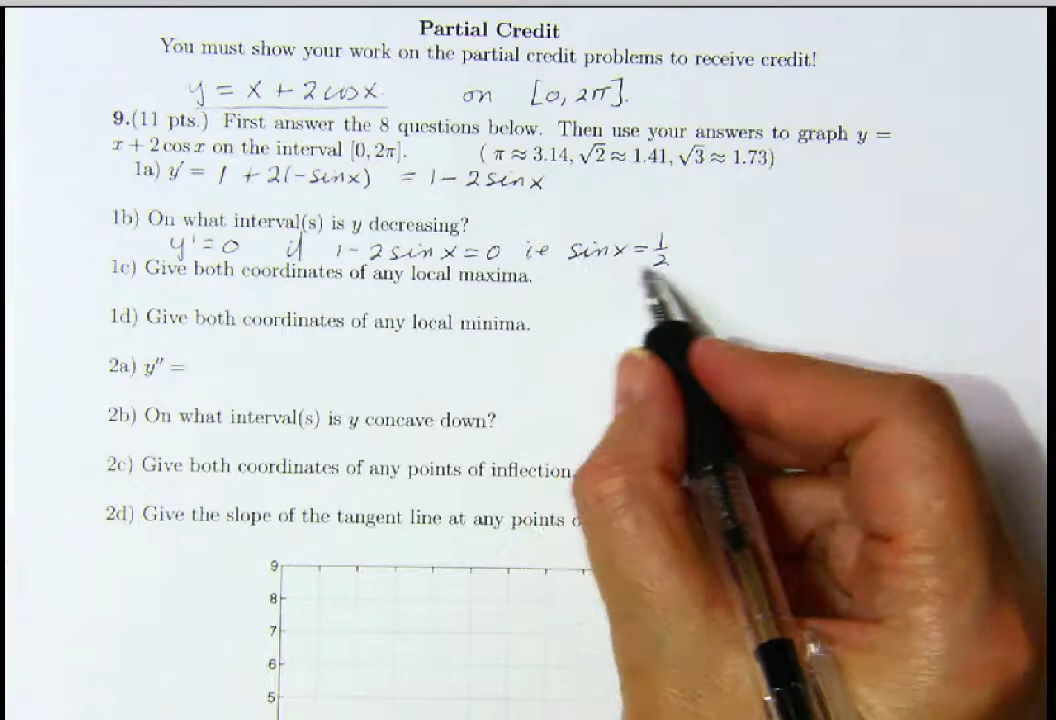 Partial Credit
You must show your work on the partial credit problems to receive credit!
y = x + 2 cos x on [0, 2π].
9.(11 pts.) First answer the 8 questions below. Then use your answers to graph y =
x + 2 cos x on the interval [0, 2π]. ( π ≈ 3.14, √2 ≈ 1.41, √3 ≈ 1.73)
1a) y' = 1 + 2(-sin x) = 1 - 2 sin x
1b) On what interval(s) is y decreasing?
y' = 0 if 1 - 2 sin x = 0 ie sin x = 1/2
1c) Give both coordinates of any local maxima.
1d) Give both coordinates of any local minima.
2a) y'' =
2b) On what interval(s) is y concave down?
2c) Give both coordinates of any points of inflection
2d) Give the slope of the tangent line at any points
9
8
7
6
5